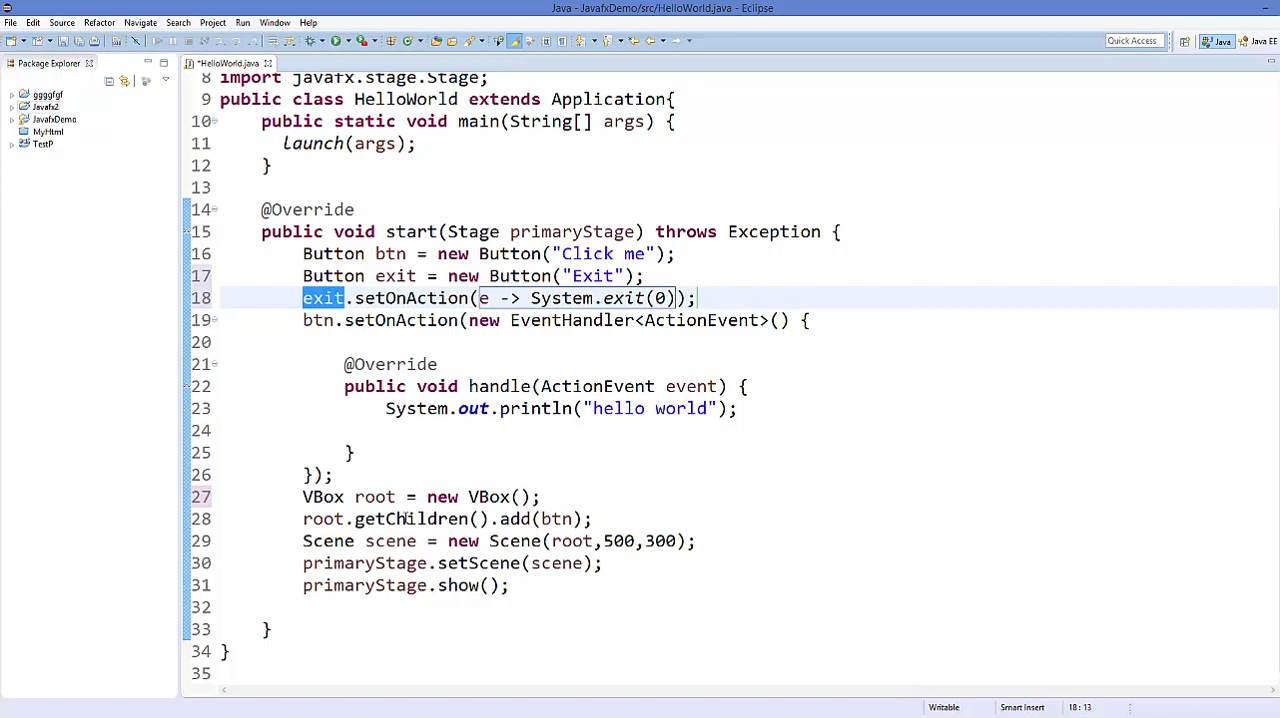 Java - JavafxDemo/src/HelloWorld.java - Eclipse
File Edit Source Refactor Navigate Search Project Run Window Help
Quick Access Java Java EE
Package Explorer
*HelloWorld.java
ggggfgf
Javafx2
JavafxDemo
MyHtml
TestP
8 import javafx.stage.Stage;
9 public class HelloWorld extends Application{
10 public static void main(String[] args) {
11 launch(args);
12 }
13
14 @Override
15 public void start(Stage primaryStage) throws Exception {
16 Button btn = new Button("Click me");
17 Button exit = new Button("Exit");
18 exit.setOnAction(e -> System.exit(0));
19 btn.setOnAction(new EventHandler<ActionEvent>() {
20
21 @Override
22 public void handle(ActionEvent event) {
23 System.out.println("hello world");
24
25 }
26 });
27 VBox root = new VBox();
28 root.getChildren().add(btn);
29 Scene scene = new Scene(root,500,300);
30 primaryStage.setScene(scene);
31 primaryStage.show();
32
33 }
34 }
35
Writable Smart Insert 18 : 13